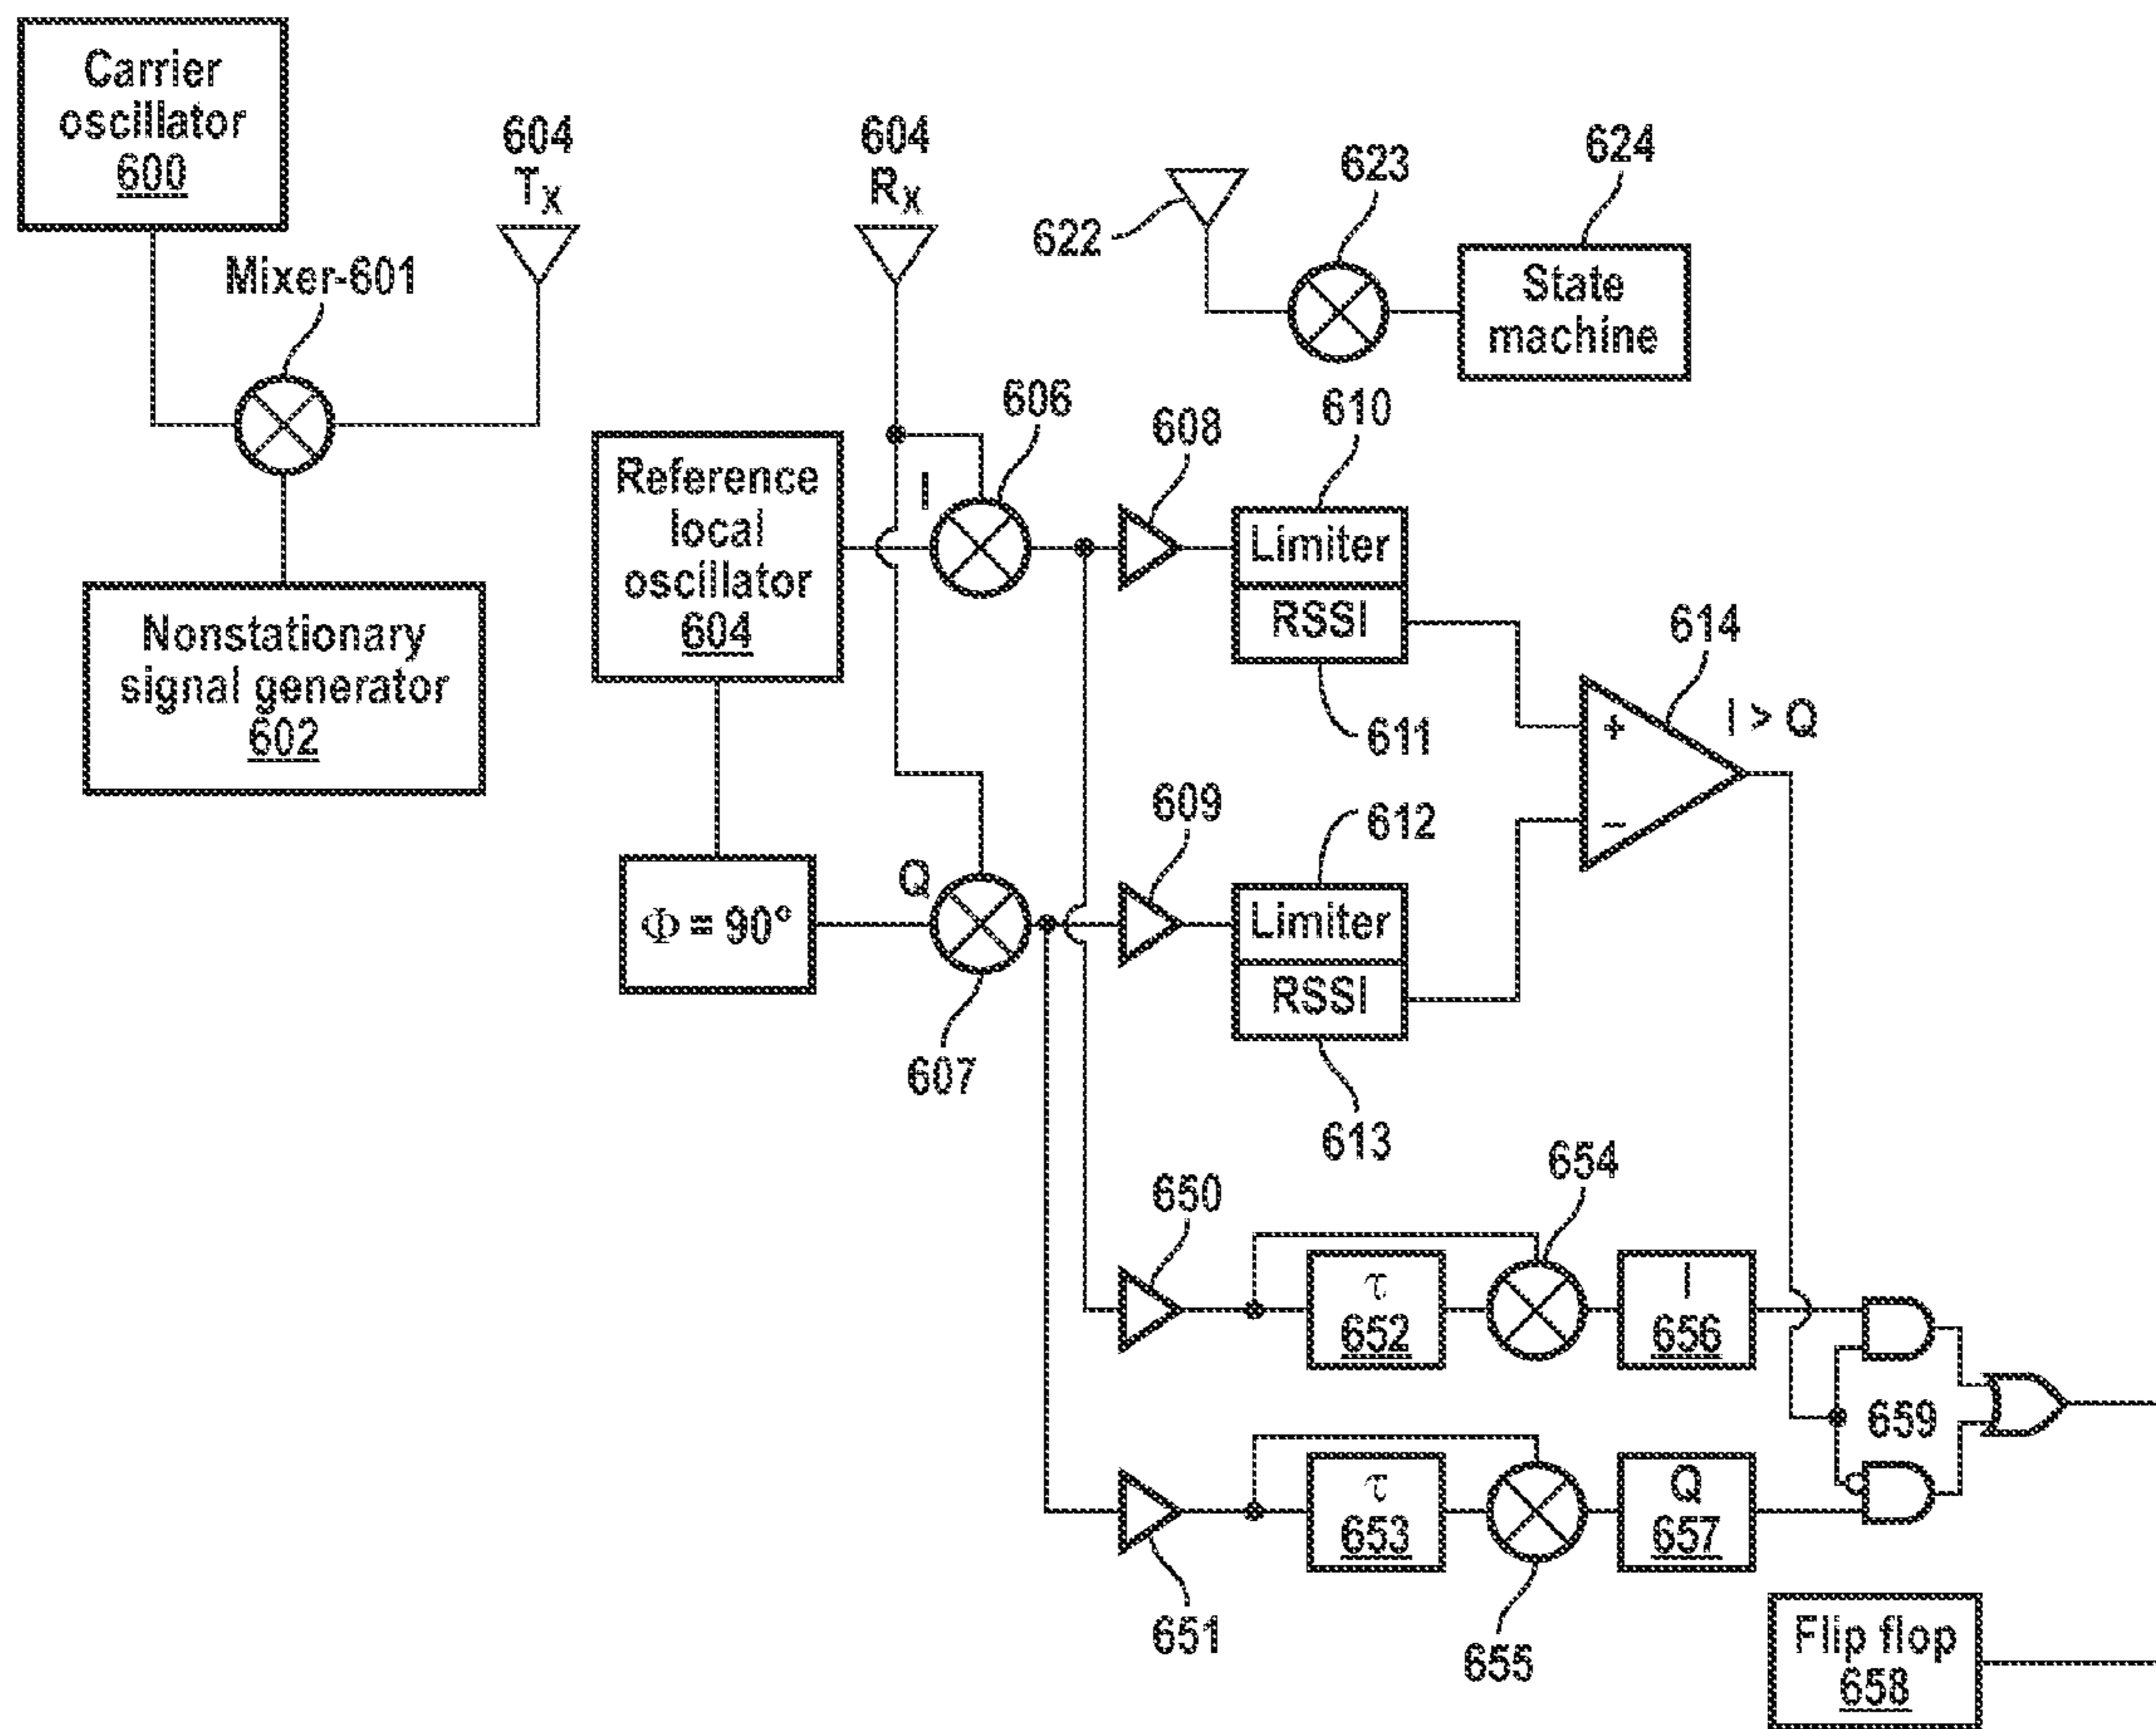 Carrier
oscillator
600
604
Tx
604
Rx
622
623
624
State
machine
Mixer-601
Nonstationary
signal generator
602
Reference
local
oscillator
604
I
606
608
610
Limiter
RSSI
611
614
I > Q
+
−
Φ = 90°
Q
607
609
612
Limiter
RSSI
613
650
τ
652
654
I
656
659
651
τ
653
655
Q
657
Flip flop
658